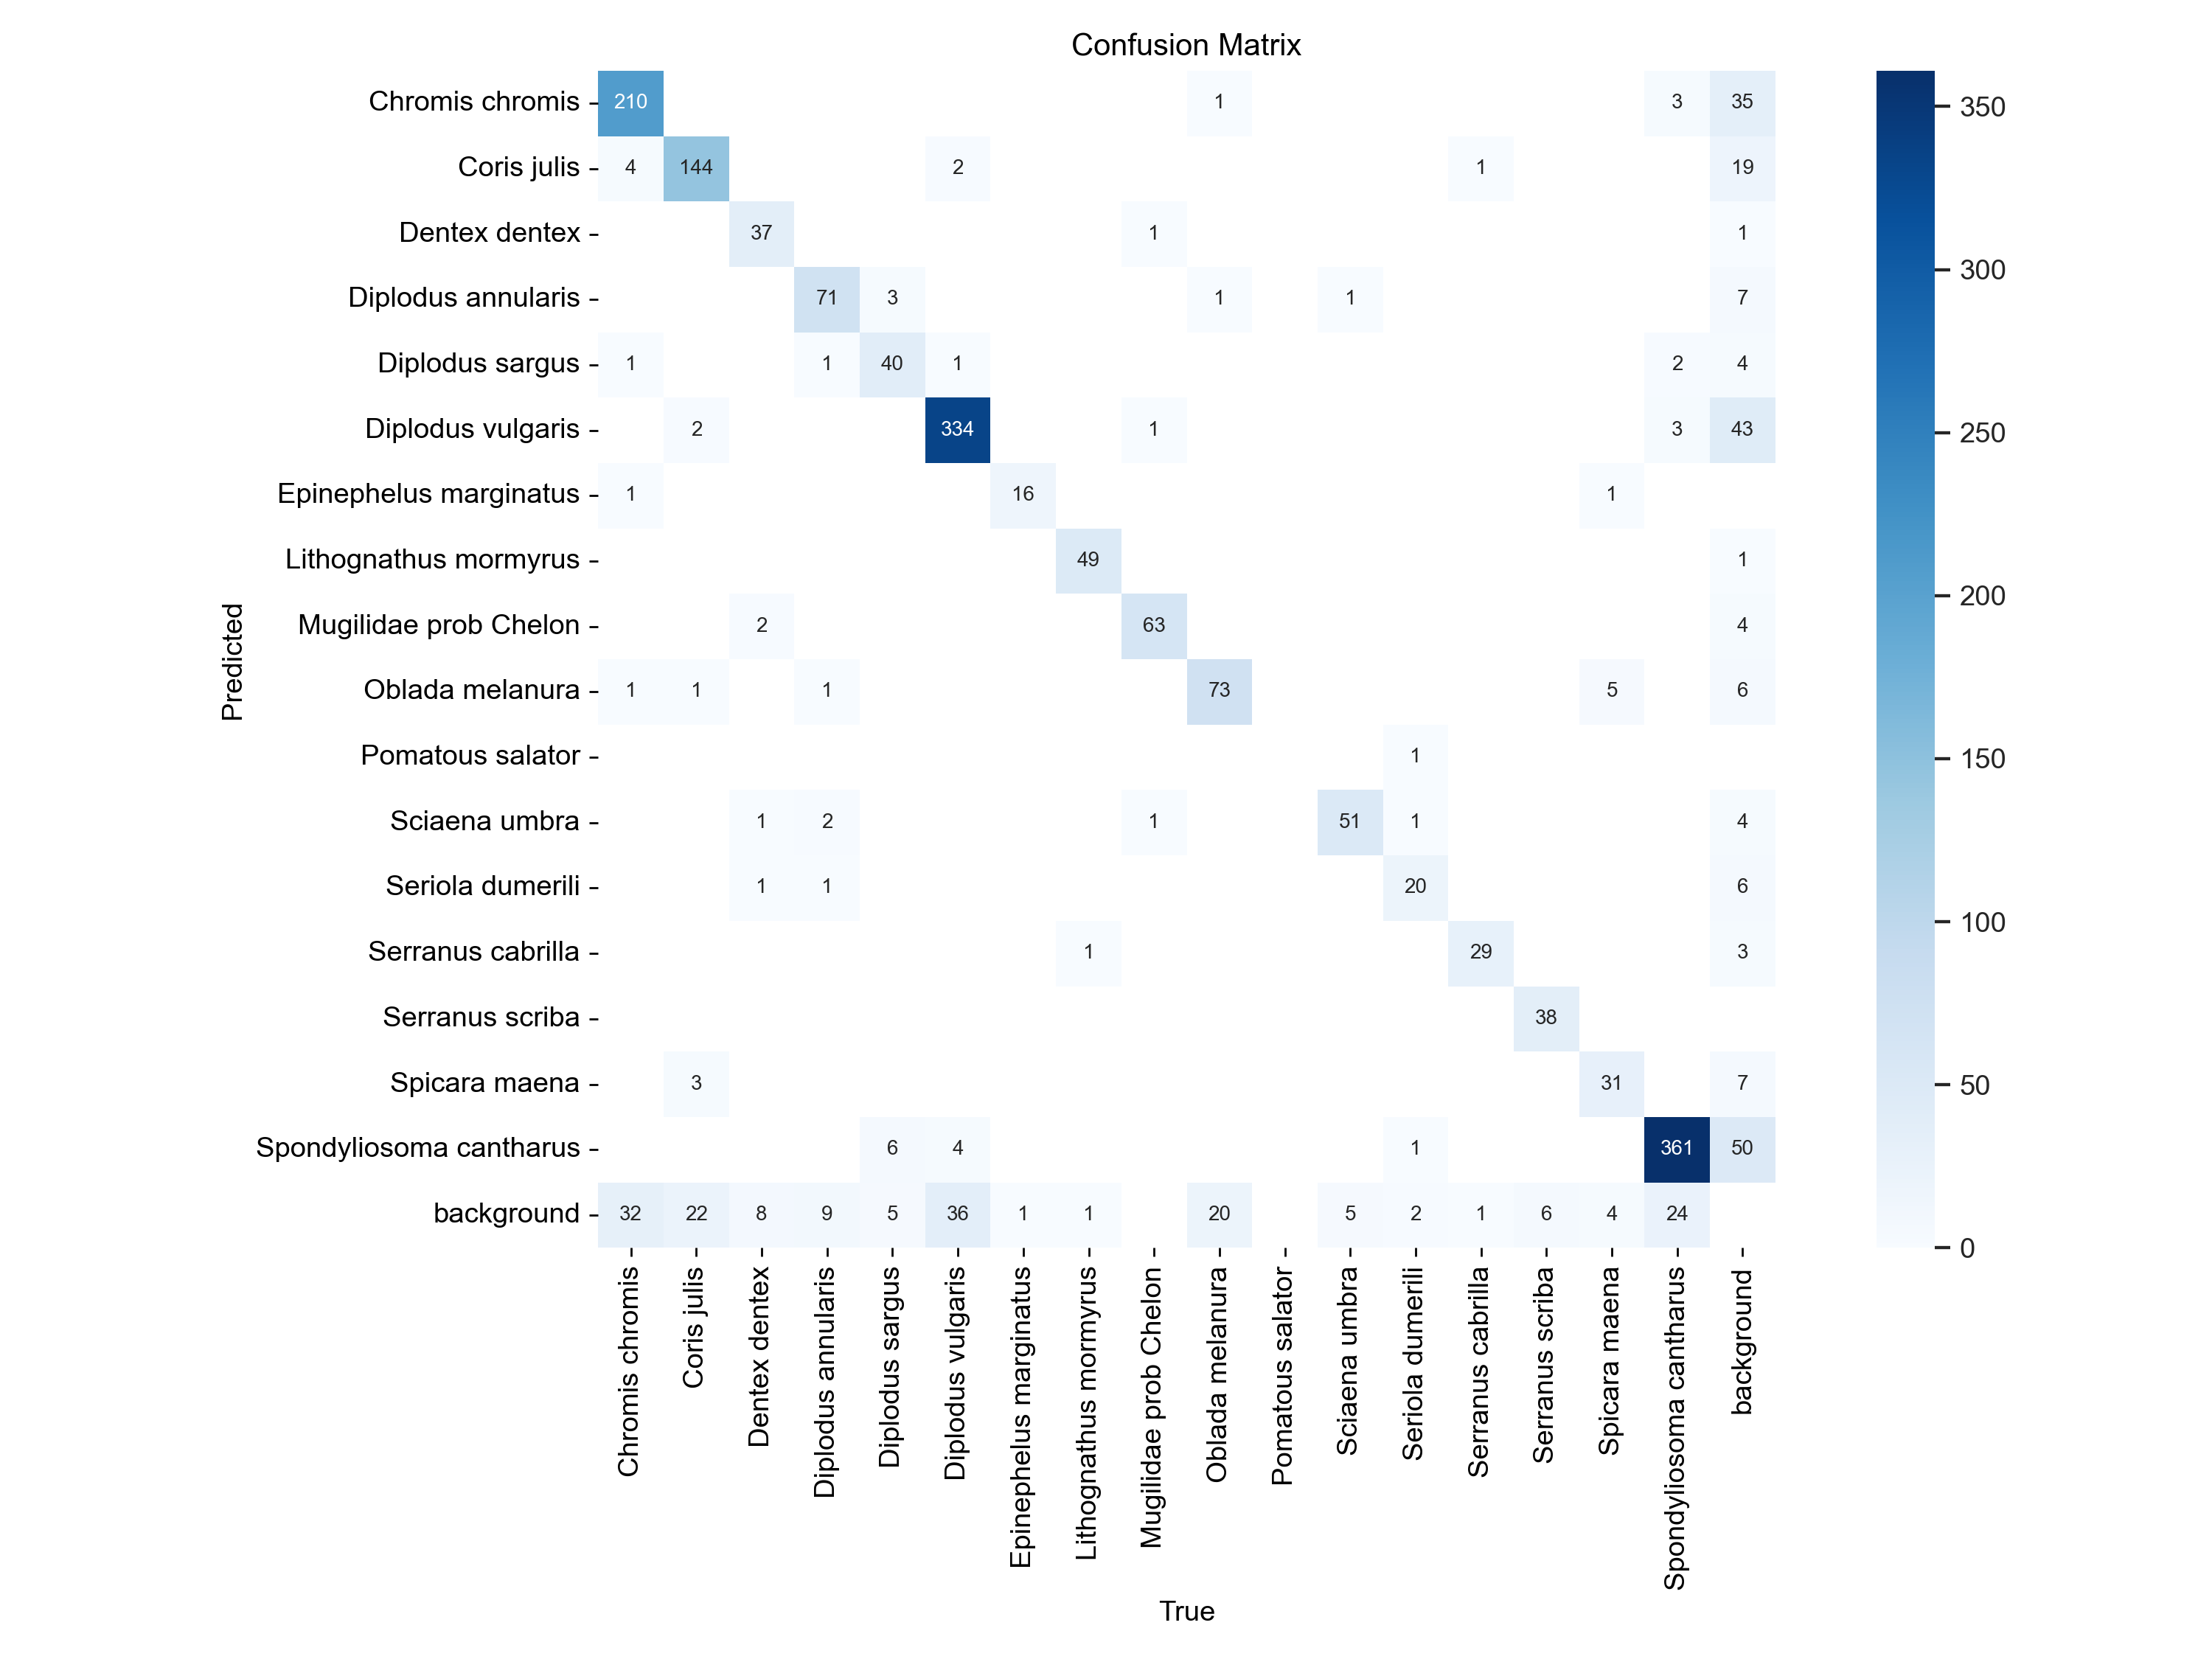 Confusion Matrix
Chromis chromis 210 1 3 35
Coris julis 4 144 2 1 19
Dentex dentex 37 1 1
Diplodus annularis 71 3 1 1 7
Diplodus sargus 1 1 40 1 2 4
Diplodus vulgaris 2 334 1 3 43
Epinephelus marginatus 1 16 1
Lithognathus mormyrus 49 1
Mugilidae prob Chelon 2 63 4
Oblada melanura 1 1 1 73 5 6
Pomatous salator 1
Sciaena umbra 1 2 1 51 1 4
Seriola dumerili 1 1 20 6
Serranus cabrilla 1 29 3
Serranus scriba 38
Spicara maena 3 31 7
Spondyliosoma cantharus 6 4 1 361 50
background 32 22 8 9 5 36 1 1 20 5 2 1 6 4 24
Predicted
Chromis chromis
Coris julis
Dentex dentex
Diplodus annularis
Diplodus sargus
Diplodus vulgaris
Epinephelus marginatus
Lithognathus mormyrus
Mugilidae prob Chelon
Oblada melanura
Pomatous salator
Sciaena umbra
Seriola dumerili
Serranus cabrilla
Serranus scriba
Spicara maena
Spondyliosoma cantharus
background
True
350
300
250
200
150
100
50
0